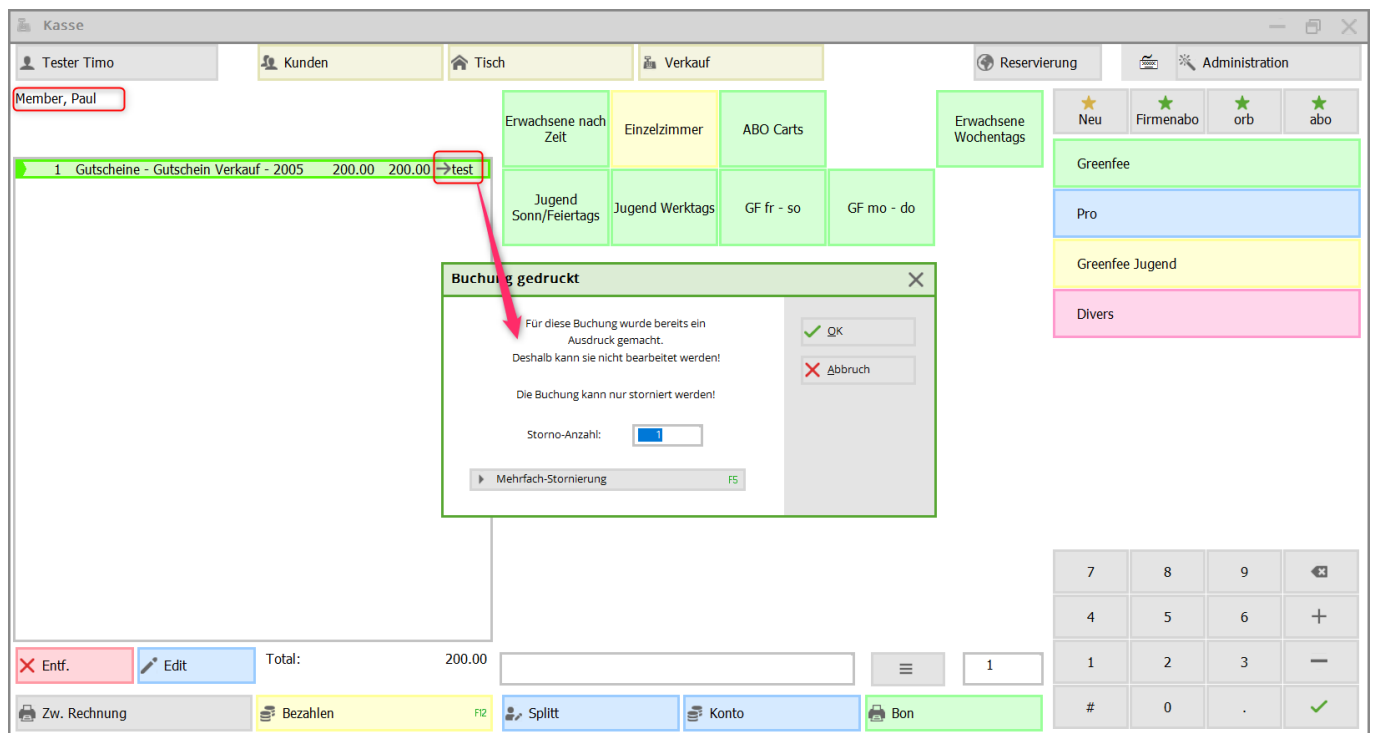 Kasse
Tester Timo
Kunden
Tisch
Verkauf
Reservierung
Administration
Member, Paul
1 Gutscheine - Gutschein Verkauf - 2005 200.00 200.00 →test
Erwachsene nach
Zeit
Einzelzimmer
ABO Carts
Erwachsene
Wochentags
Jugend
Sonn/Feiertags
Jugend Werktags
GF fr - so
GF mo - do
Neu
Firmenabo
orb
abo
Greenfee
Pro
Greenfee Jugend
Divers
Buchung gedruckt
Für diese Buchung wurde bereits ein
Ausdruck gemacht.
Deshalb kann sie nicht bearbeitet werden!
Die Buchung kann nur storniert werden!
Storno-Anzahl: 1
Mehrfach-Stornierung F5
OK
Abbruch
7 8 9
4 5 6 +
1 2 3 —
# 0 .
Entf.
Edit
Total: 200.00
1
Zw. Rechnung
Bezahlen F12
Splitt
Konto
Bon